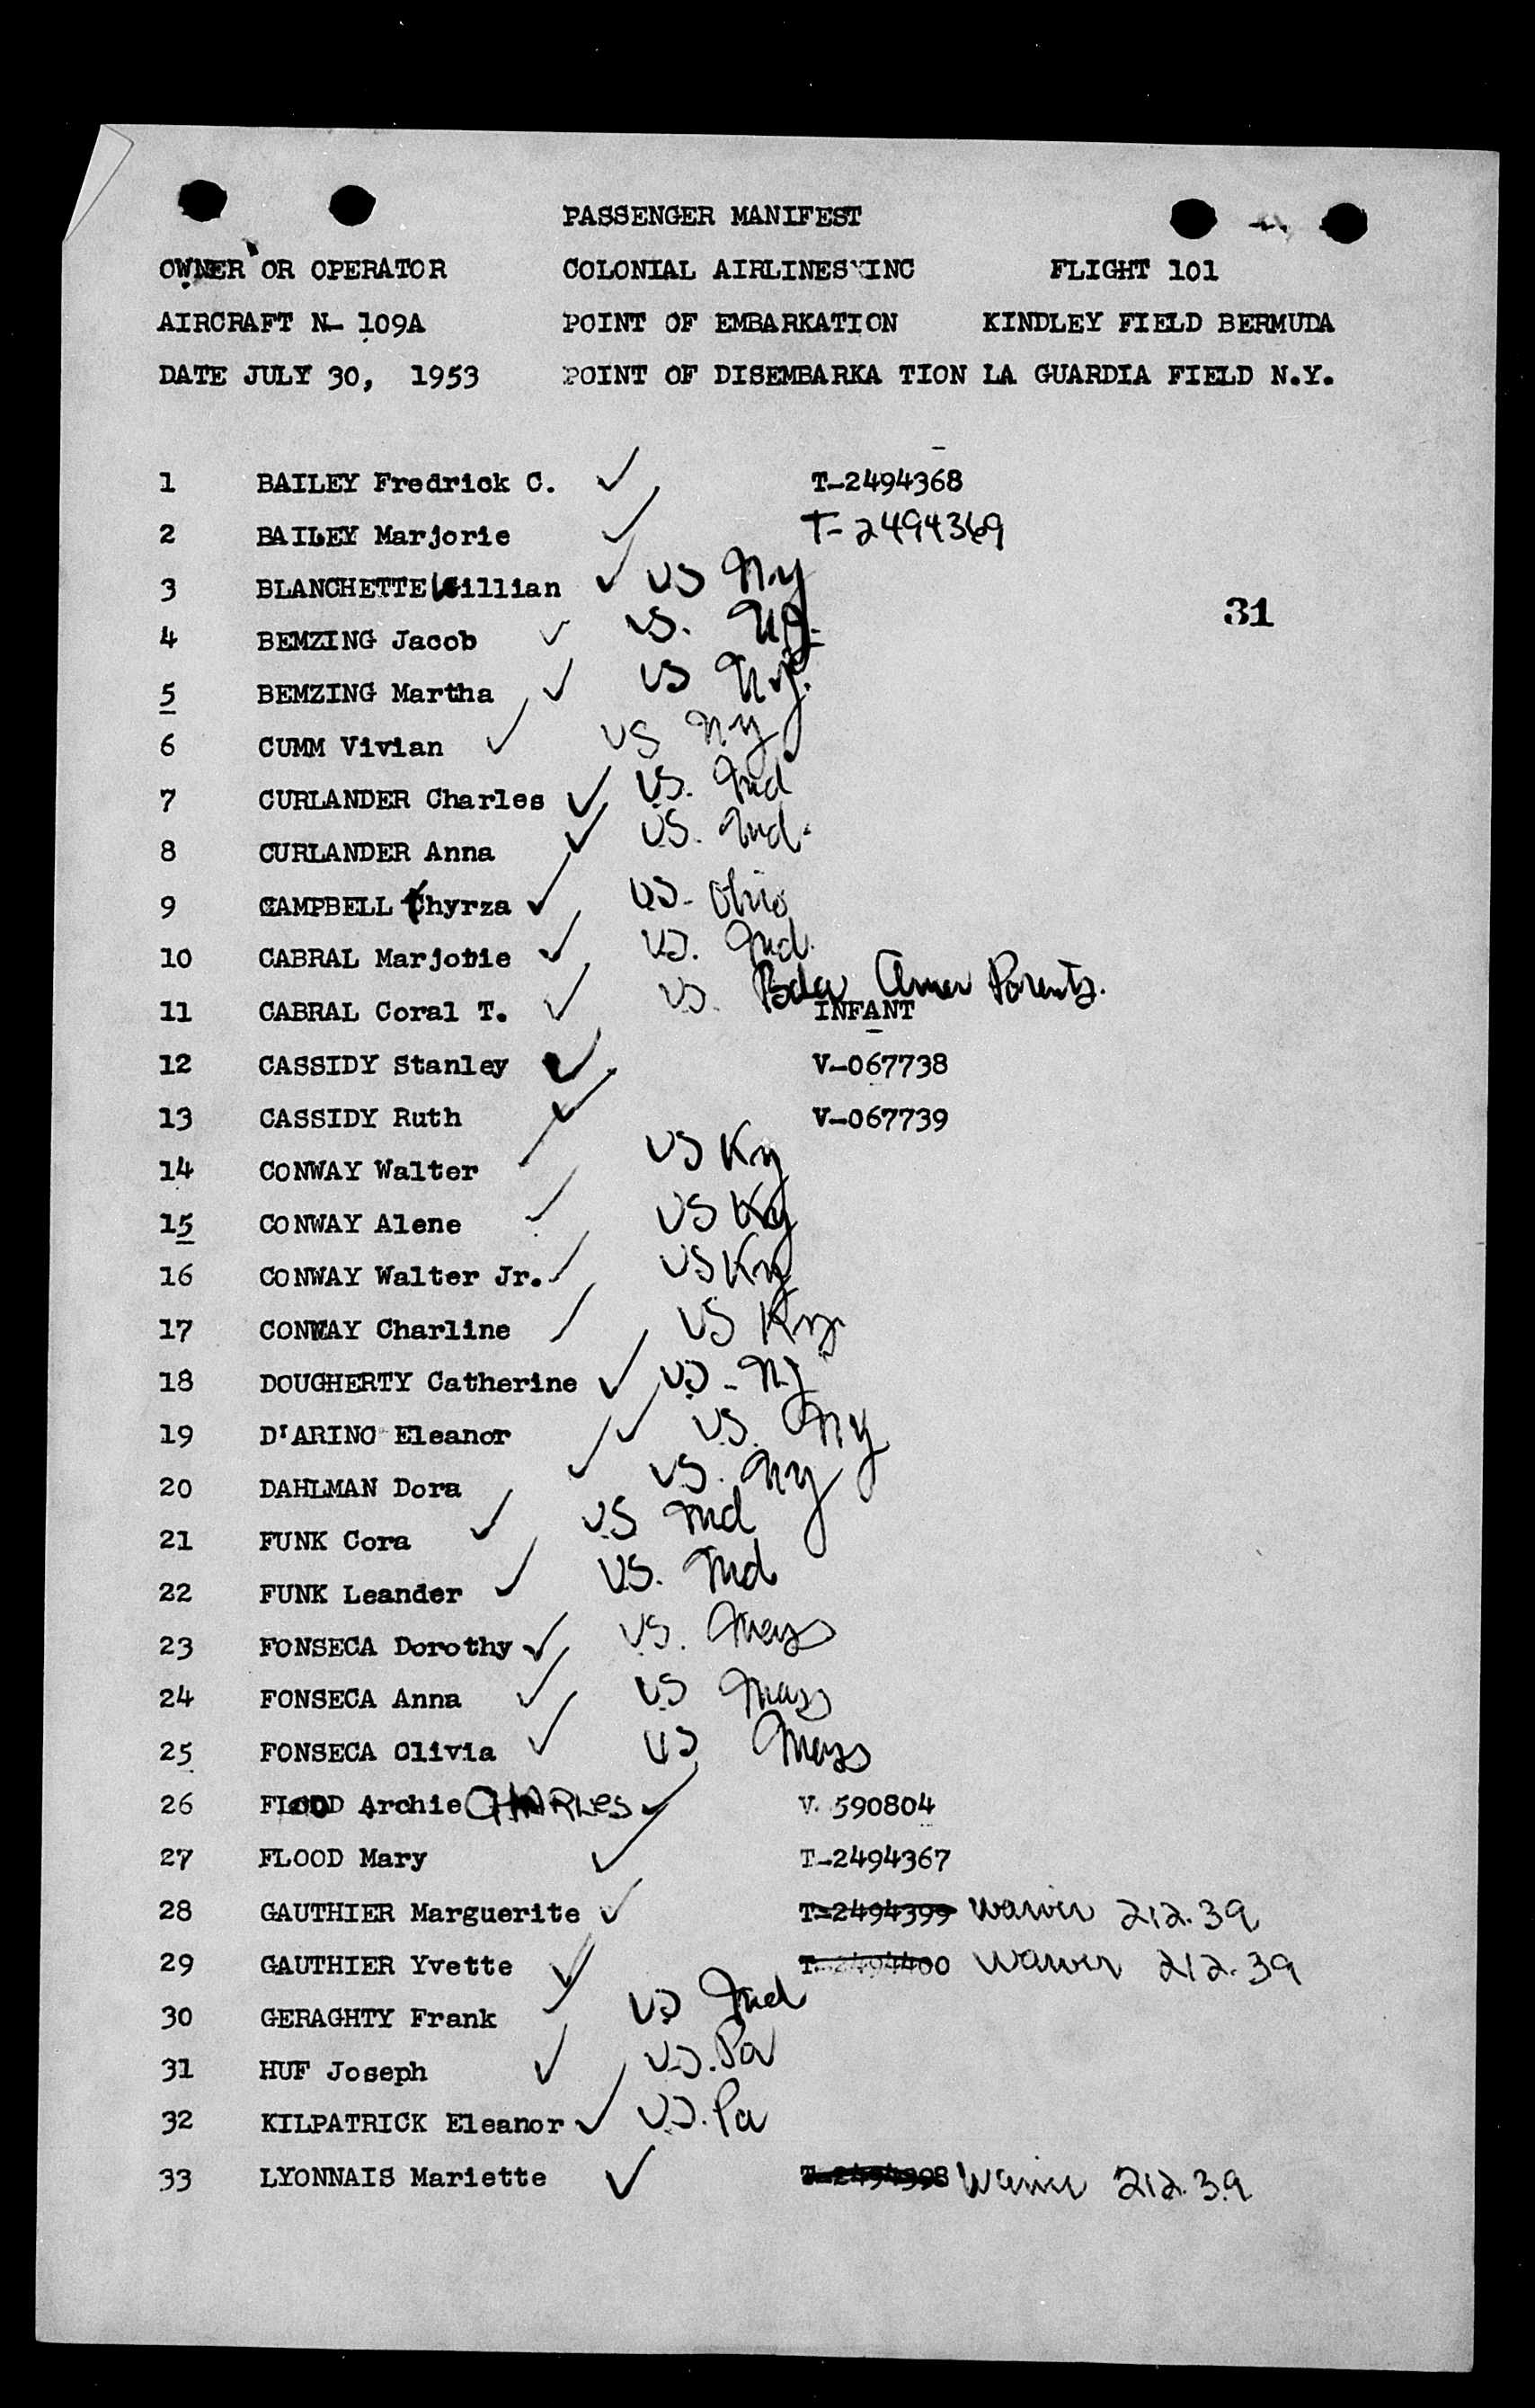 PASSENGER MANIFEST
OWNER OR OPERATOR COLONIAL AIRLINES INC FLIGHT 101
AIRCRAFT N- 109A POINT OF EMBARKATION KINDLEY FIELD BERMUDA
DATE JULY 30, 1953 POINT OF DISEMBARKA TION LA GUARDIA FIELD N.Y.
1 BAILEY Fredrick C. ✓ T-2494368
2 BAILEY Marjorie ✓ T-2494369
3 BLANCHETTE illian ✓ US NY
31
4 BEMZING Jacob ✓ US. NJ.
5 BEMZING Martha ✓ US NJ.
6 CUMM Vivian ✓ US NY
7 CURLANDER Charles ✓ US. Md
8 CURLANDER Anna ✓ US. Md.
9 CAMPBELL Thyrza ✓ US- Ohio
10 CABRAL Marjorie ✓ US. Md.
11 CABRAL Coral T. ✓ US. Bda Amer Parents. INFANT
12 CASSIDY Stanley ✓ V-067738
13 CASSIDY Ruth ✓ V-067739
14 CONWAY Walter US Ky
15 CONWAY Alene ✓ US Ky
16 CONWAY Walter Jr. ✓ US Ky
17 CONWAY Charline ✓ US Ky
18 DOUGHERTY Catherine ✓ US - NJ
19 D'ARINO Eleanor ✓ US. NY
20 DAHLMAN Dora ✓ US. NY
21 FUNK Cora ✓ US Md
22 FUNK Leander ✓ US. Md
23 FONSECA Dorothy ✓ US. Mass
24 FONSECA Anna ✓ US Mass
25 FONSECA Olivia ✓ US Mass
26 FLOOD Archie CHARLES ✓ V- 590804
27 FLOOD Mary ✓ T-2494367
28 GAUTHIER Marguerite ✓ T-2494399 Waiver 212.39
29 GAUTHIER Yvette ✓ T-2494400 Waiver 212.39
30 GERAGHTY Frank ✓ US Md
31 HUF Joseph ✓ US. Pa
32 KILPATRICK Eleanor ✓ US. Pa
33 LYONNAIS Mariette ✓ T-2494398 Waiver 212.39